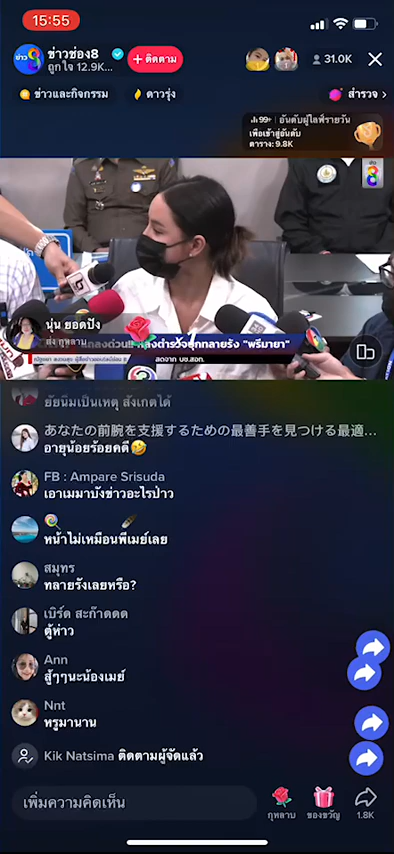 15:55
ข่าวช่อง8
ถูกใจ 12.9K...
+ ติดตาม
31.0K
ข่าวและกิจกรรม
ดาวรุ่ง
สำรวจ >
99+ | อันดับผู้ไลฟ์รายวัน
เพื่อเข้าสู่อันดับ
ตาราง: 9.8K
นุ่น ยอดปัง
ส่ง กุหลาบ
ทลายรัง "พรีมายา"
สดจาก บช.สอท.
ยัยนิ่มเป็นเหตุ สังเกตได้
あなたの前腕を支援するための最善手を見つける最適...
อายุน้อยร้อยคดี🤣
FB : Ampare Srisuda
เอาเมมาบังข่าวอะไรป่าว
หน้าไม่เหมือนพี่เมย์เลย
สมุทร
ทลายรังเลยหรือ?
เบิร์ด สะก๊าดดด
ตู้ห่าว
Ann
สู้ๆๆนะน้องเมย์
Nnt
หรูมานาน
Kik Natsima ติดตามผู้จัดแล้ว
เพิ่มความคิดเห็น
กุหลาบ
ของขวัญ
1.8K